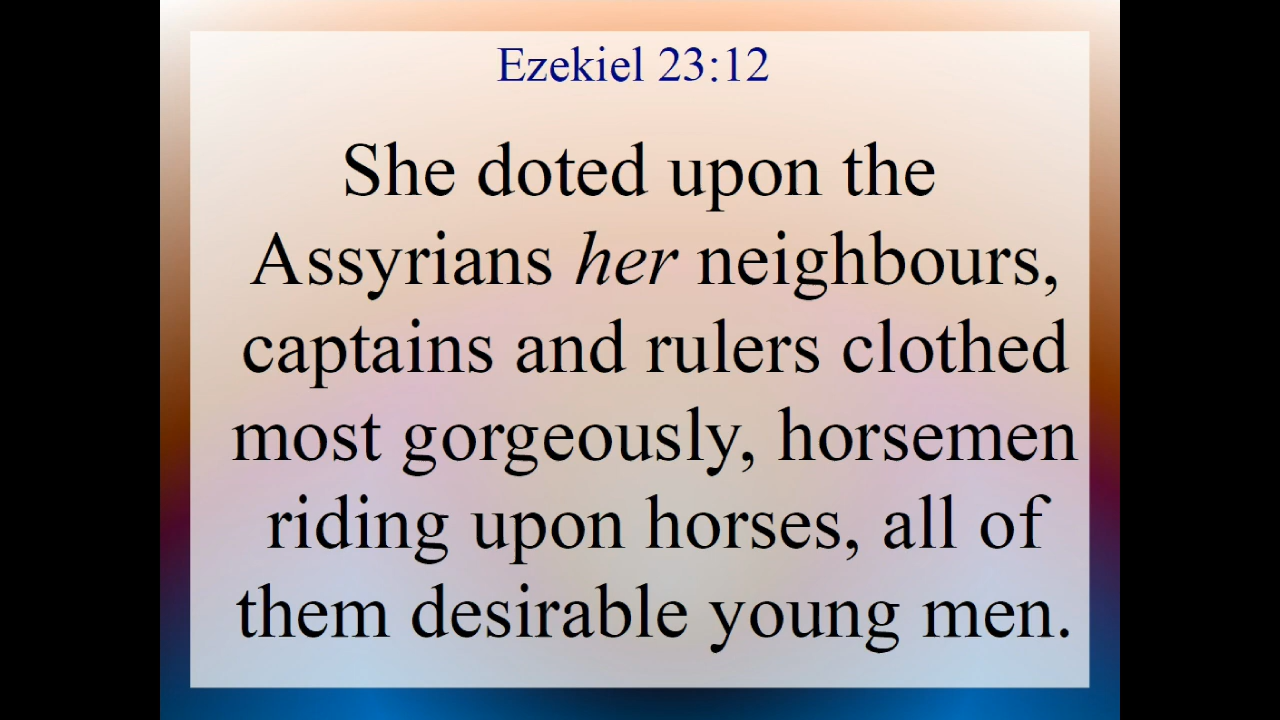 Ezekiel 23:12
She doted upon the
Assyrians her neighbours,
captains and rulers clothed
most gorgeously, horsemen
riding upon horses, all of
them desirable young men.